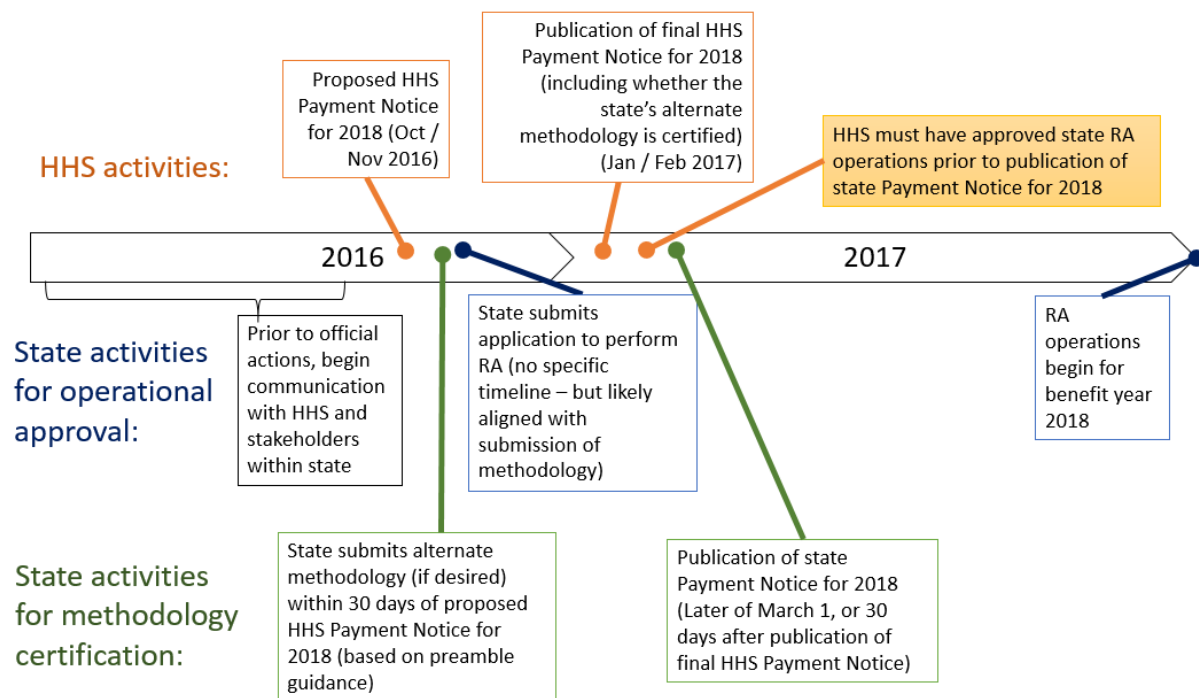 Publication of final HHS
Payment Notice for 2018
(including whether the
state's alternate
methodology is certified)
(Jan / Feb 2017)
Proposed HHS
Payment Notice
for 2018 (Oct /
Nov 2016)
HHS must have approved state RA
operations prior to publication of
state Payment Notice for 2018
HHS activities:
2016
2017
Prior to official
actions, begin
communication
with HHS and
stakeholders
within state
State submits
application to perform
RA (no specific
timeline – but likely
aligned with
submission of
methodology)
RA
operations
begin for
benefit year
2018
State activities
for operational
approval:
State submits alternate
methodology (if desired)
within 30 days of proposed
HHS Payment Notice for
2018 (based on preamble
guidance)
Publication of state
Payment Notice for 2018
(Later of March 1, or 30
days after publication of
final HHS Payment Notice)
State activities
for methodology
certification: